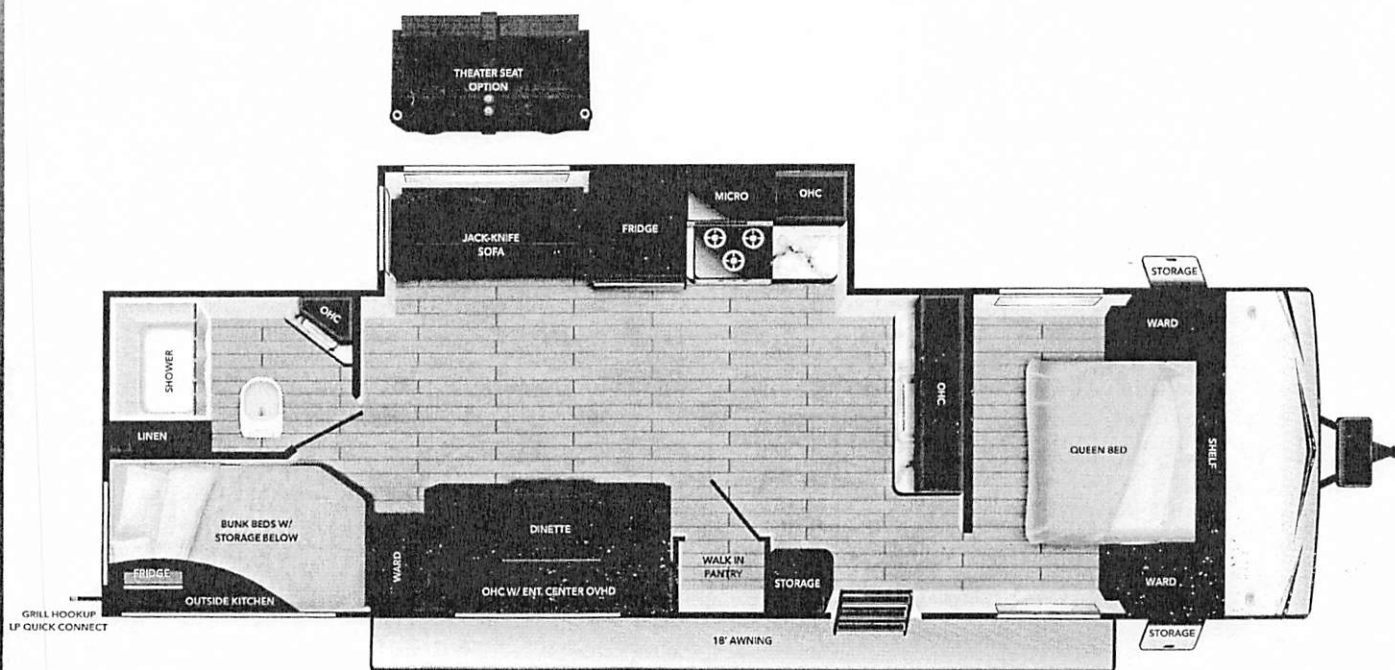 THEATER SEAT
OPTION
JACK-KNIFE
SOFA
FRIDGE
MICRO
OHC
STORAGE
OHC
WARD
SHOWER
OHC
LINEN
QUEEN BED
SHELF
BUNK BEDS W/
STORAGE BELOW
DINETTE
WARD
WALK IN
PANTRY
STORAGE
WARD
FRIDGE
OHC W/ ENT. CENTER OVHD
OUTSIDE KITCHEN
GRILL HOOKUP
LP QUICK CONNECT
18' AWNING
STORAGE